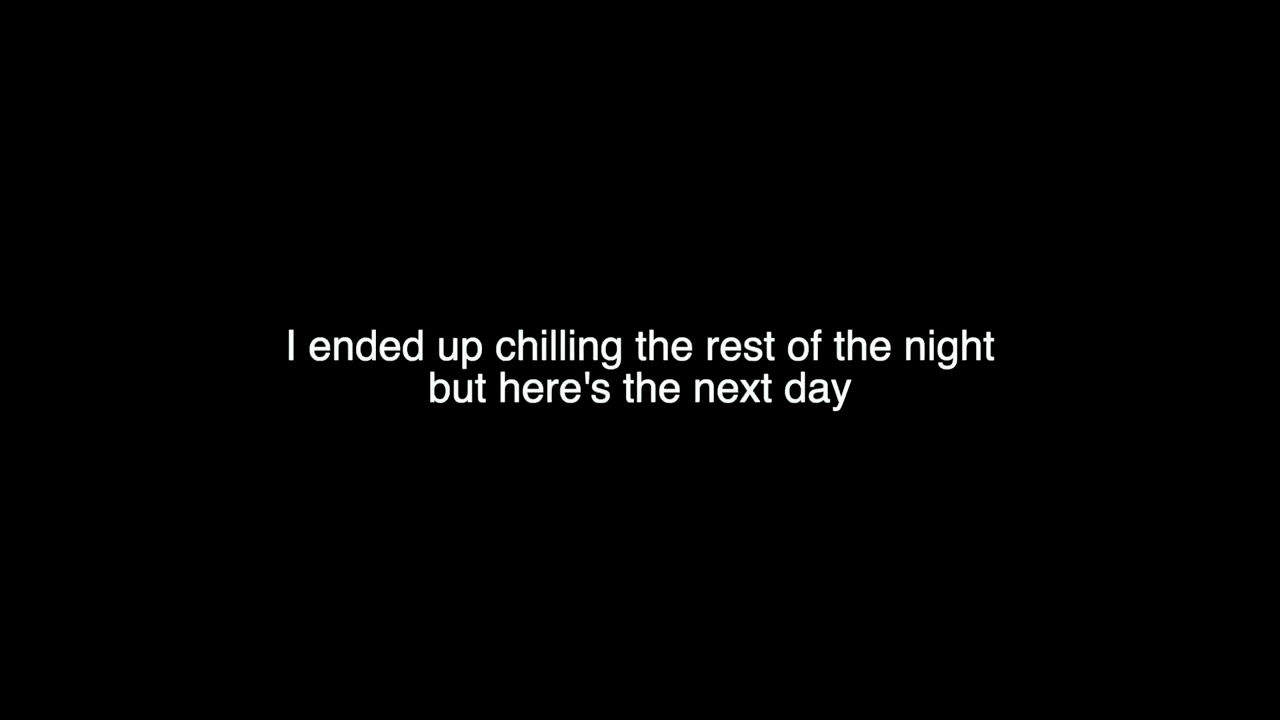 I ended up chilling the rest of the night
but here's the next day